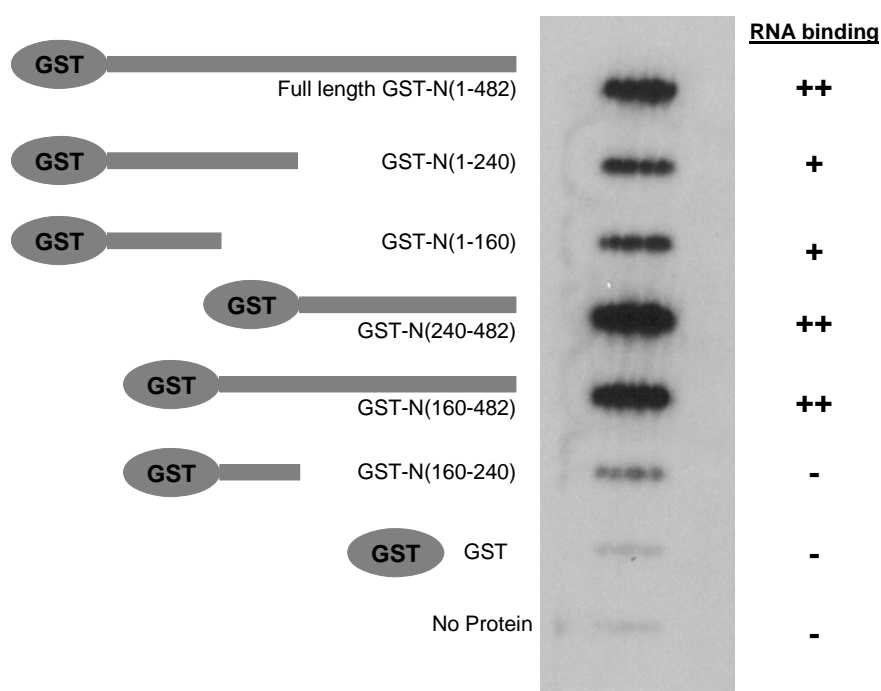 RNA binding
GST
Full length GST-N(1-482)
++
GST
GST-N(1-240)
+
GST
GST-N(1-160)
+
GST
GST-N(240-482)
++
GST
GST-N(160-482)
++
GST
GST-N(160-240)
-
GST
GST
-
No Protein
-